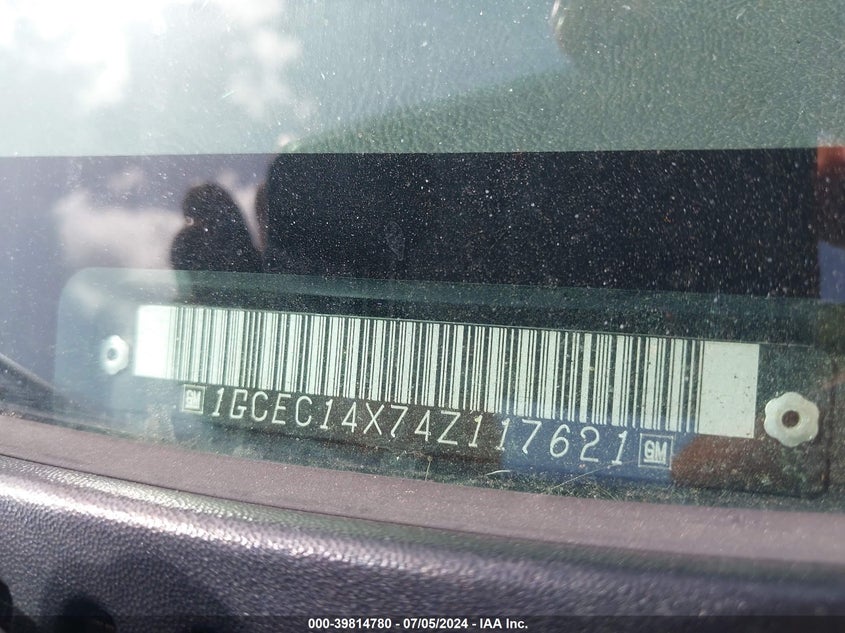 GM 1GCEC14X74Z117621 GM
000-39814780 - 07/05/2024 - IAA Inc.